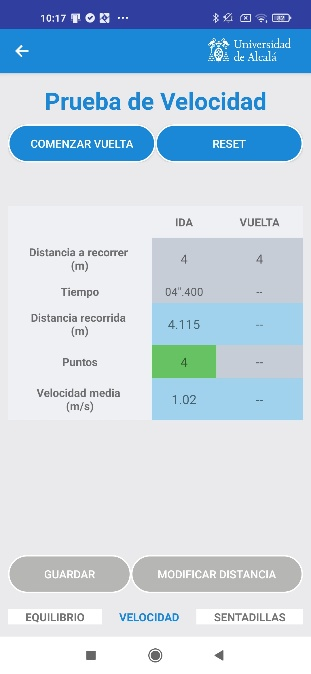 10:17
Universidad
de Alcalá
Prueba de Velocidad
COMENZAR VUELTA RESET
IDA VUELTA
Distancia a recorrer
(m) 4 4
Tiempo 04".400 --
Distancia recorrida
(m) 4.115 --
Puntos 4 --
Velocidad media
(m/s) 1.02 --
GUARDAR MODIFICAR DISTANCIA
EQUILIBRIO VELOCIDAD SENTADILLAS